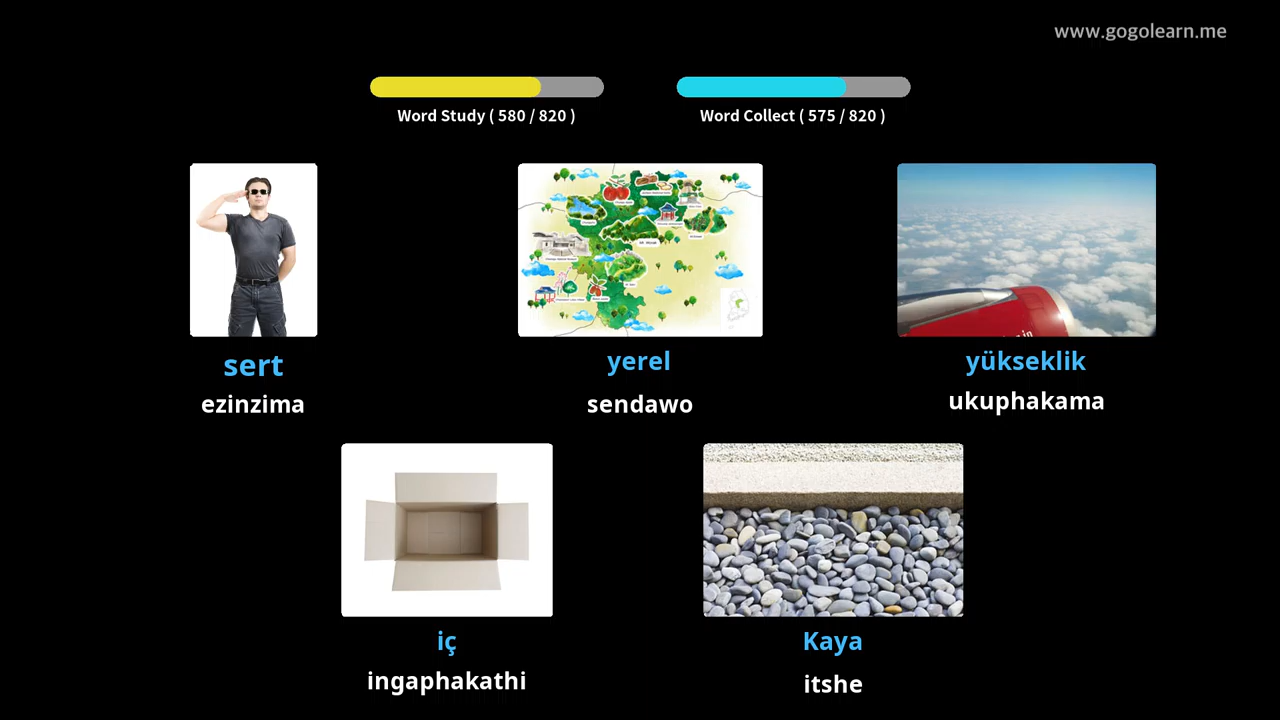 www.gogolearn.me
Word Study ( 580 / 820 )
Word Collect ( 575 / 820 )
sert
ezinzima
yerel
sendawo
yükseklik
ukuphakama
iç
ingaphakathi
Kaya
itshe